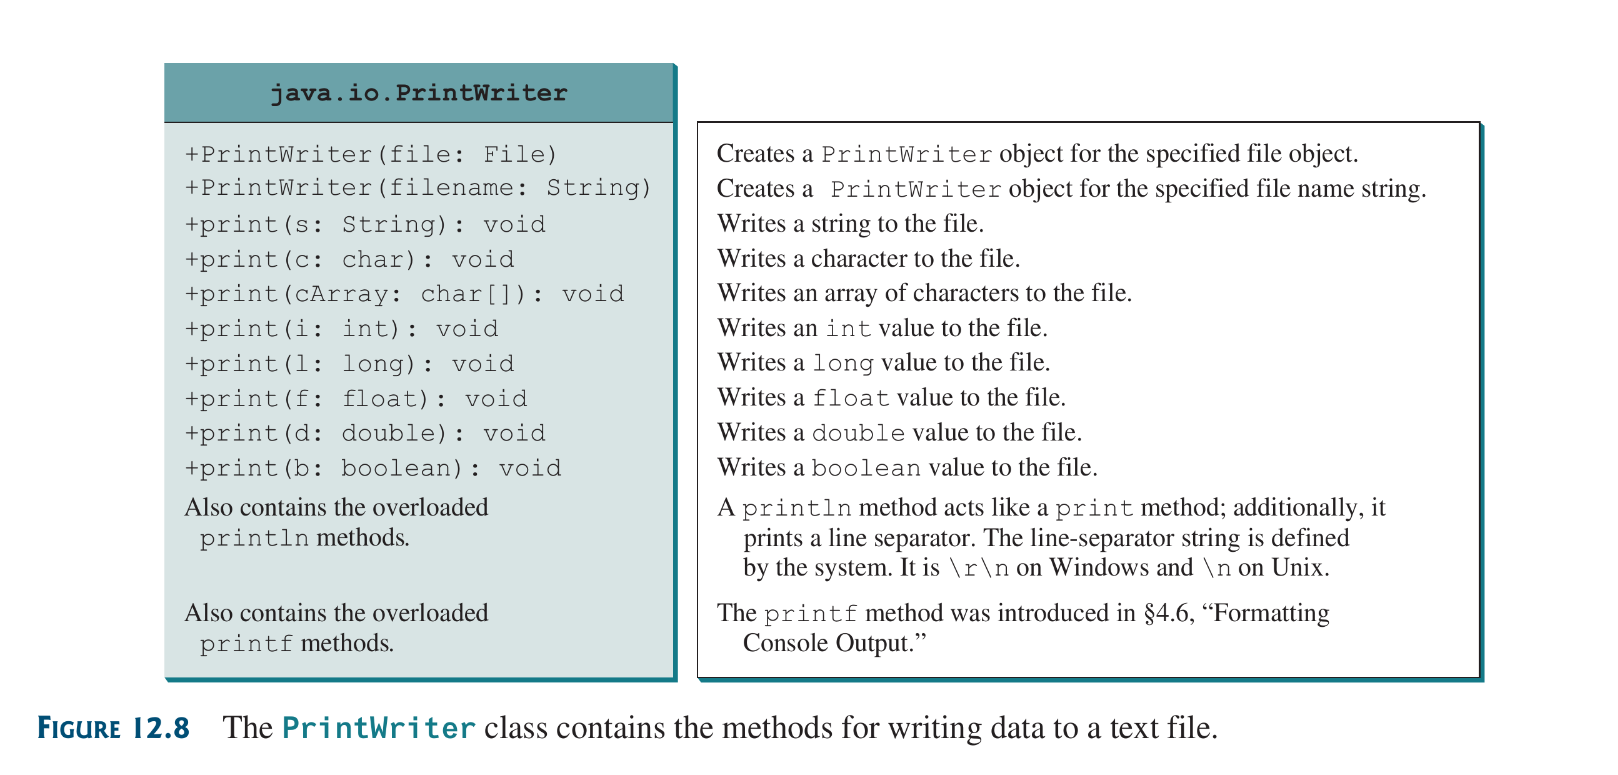 java.io.PrintWriter
+PrintWriter(file: File)
Creates a PrintWriter object for the specified file object.
+PrintWriter(filename: String)
Creates a PrintWriter object for the specified file name string.
+print(s: String): void
Writes a string to the file.
+print(c: char): void
Writes a character to the file.
+print(cArray: char[]): void
Writes an array of characters to the file.
+print(i: int): void
Writes an int value to the file.
+print(l: long): void
Writes a long value to the file.
+print(f: float): void
Writes a float value to the file.
+print(d: double): void
Writes a double value to the file.
+print(b: boolean): void
Writes a boolean value to the file.
Also contains the overloaded
println methods.
A println method acts like a print method; additionally, it
prints a line separator. The line-separator string is defined
by the system. It is \r\n on Windows and \n on Unix.
Also contains the overloaded
printf methods.
The printf method was introduced in §4.6, “Formatting
Console Output.”
FIGURE 12.8 The PrintWriter class contains the methods for writing data to a text file.